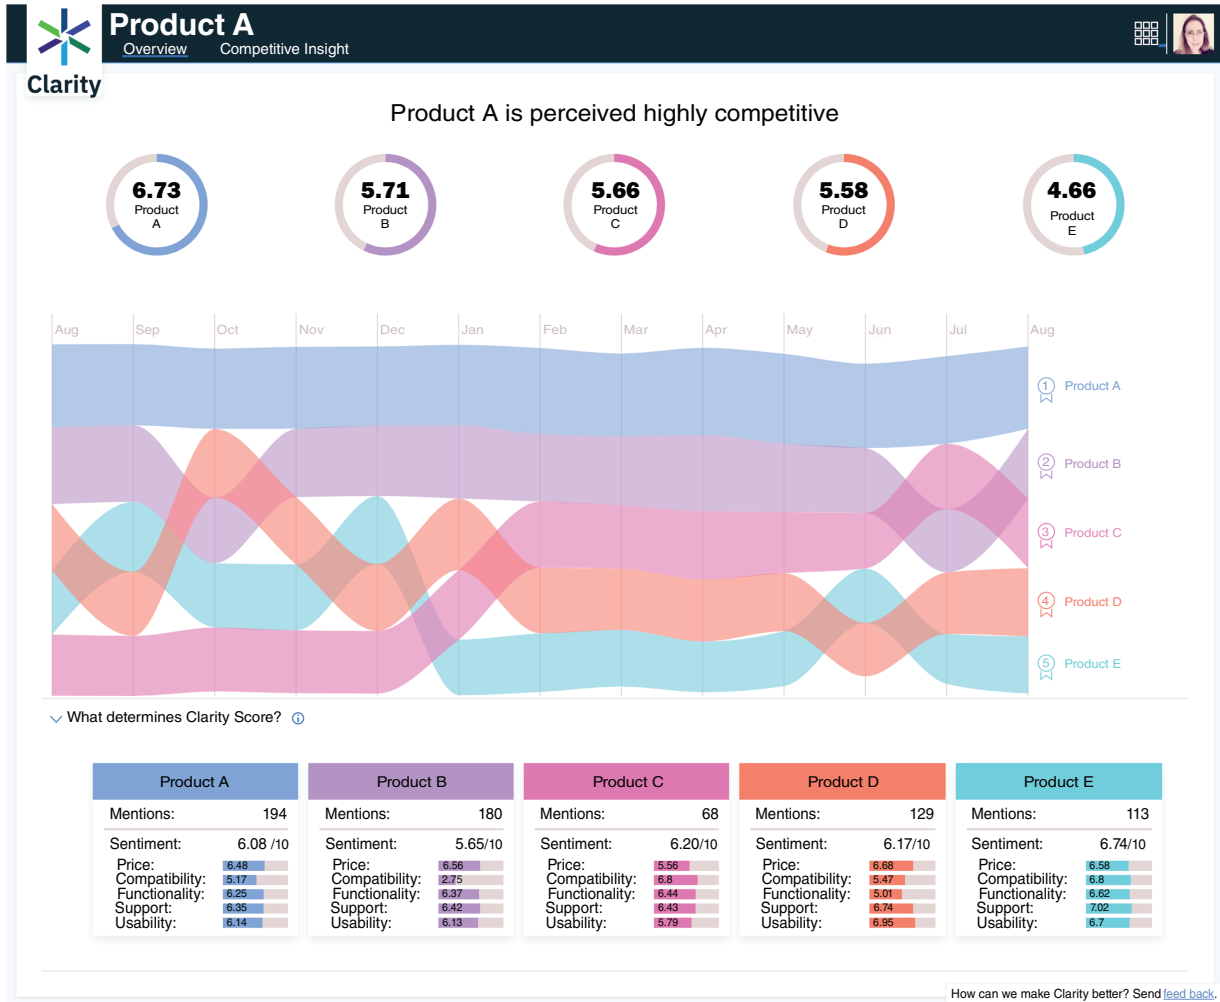 Product A
Overview Competitive Insight
Clarity
Product A is perceived highly competitive
6.73 5.71 5.66 5.58 4.66
Product Product Product Product Product
A B C D E
Aug Sep Oct Nov Dec Jan Feb Mar Apr May Jun Jul Aug
1 Product A
2 Product B
3 Product C
4 Product D
5 Product E
What determines Clarity Score? i
Product A
Mentions: 194
Sentiment: 6.08 /10
Price: 6.48
Compatibility: 5.17
Functionality: 6.25
Support: 6.35
Usability: 6.14
Product B
Mentions: 180
Sentiment: 5.65/10
Price: 6.56
Compatibility: 2.75
Functionality: 6.37
Support: 6.42
Usability: 6.13
Product C
Mentions: 68
Sentiment: 6.20/10
Price: 5.56
Compatibility: 6.8
Functionality: 6.44
Support: 6.43
Usability: 5.79
Product D
Mentions: 129
Sentiment: 6.17/10
Price: 6.68
Compatibility: 5.47
Functionality: 5.01
Support: 6.74
Usability: 6.95
Product E
Mentions: 113
Sentiment: 6.74/10
Price: 6.58
Compatibility: 6.8
Functionality: 6.62
Support: 7.02
Usability: 6.7
How can we make Clarity better? Send feed back.